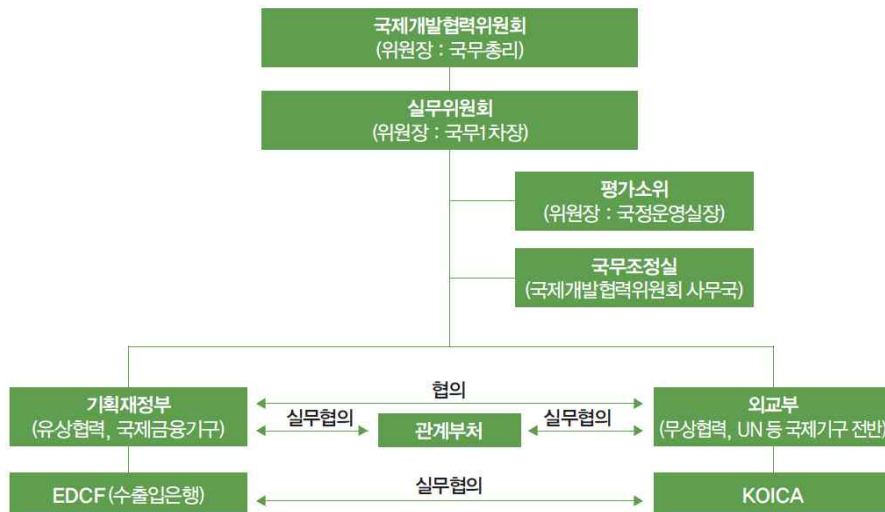 국제개발협력위원회
(위원장 : 국무총리)
실무위원회
(위원장 : 국무1차장)
평가소위
(위원장 : 국정운영실장)
국무조정실
(국제개발협력위원회 사무국)
협의
기획재정부
(유상협력, 국제금융기구)
실무협의
관계부처
실무협의
외교부
(무상협력, UN 등 국제기구 전반)
EDCF (수출입은행)
실무협의
KOICA